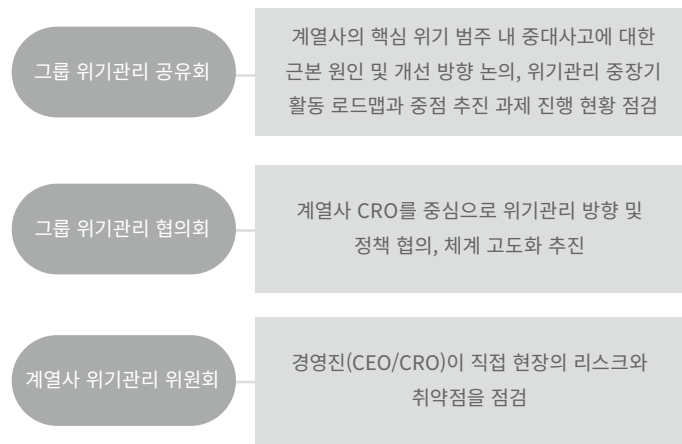 그룹 위기관리 공유회
계열사의 핵심 위기 범주 내 중대사고에 대한
근본 원인 및 개선 방향 논의, 위기관리 중장기
활동 로드맵과 중점 추진 과제 진행 현황 점검
그룹 위기관리 협의회
계열사 CRO를 중심으로 위기관리 방향 및
정책 협의, 체계 고도화 추진
계열사 위기관리 위원회
경영진(CEO/CRO)이 직접 현장의 리스크와
취약점을 점검